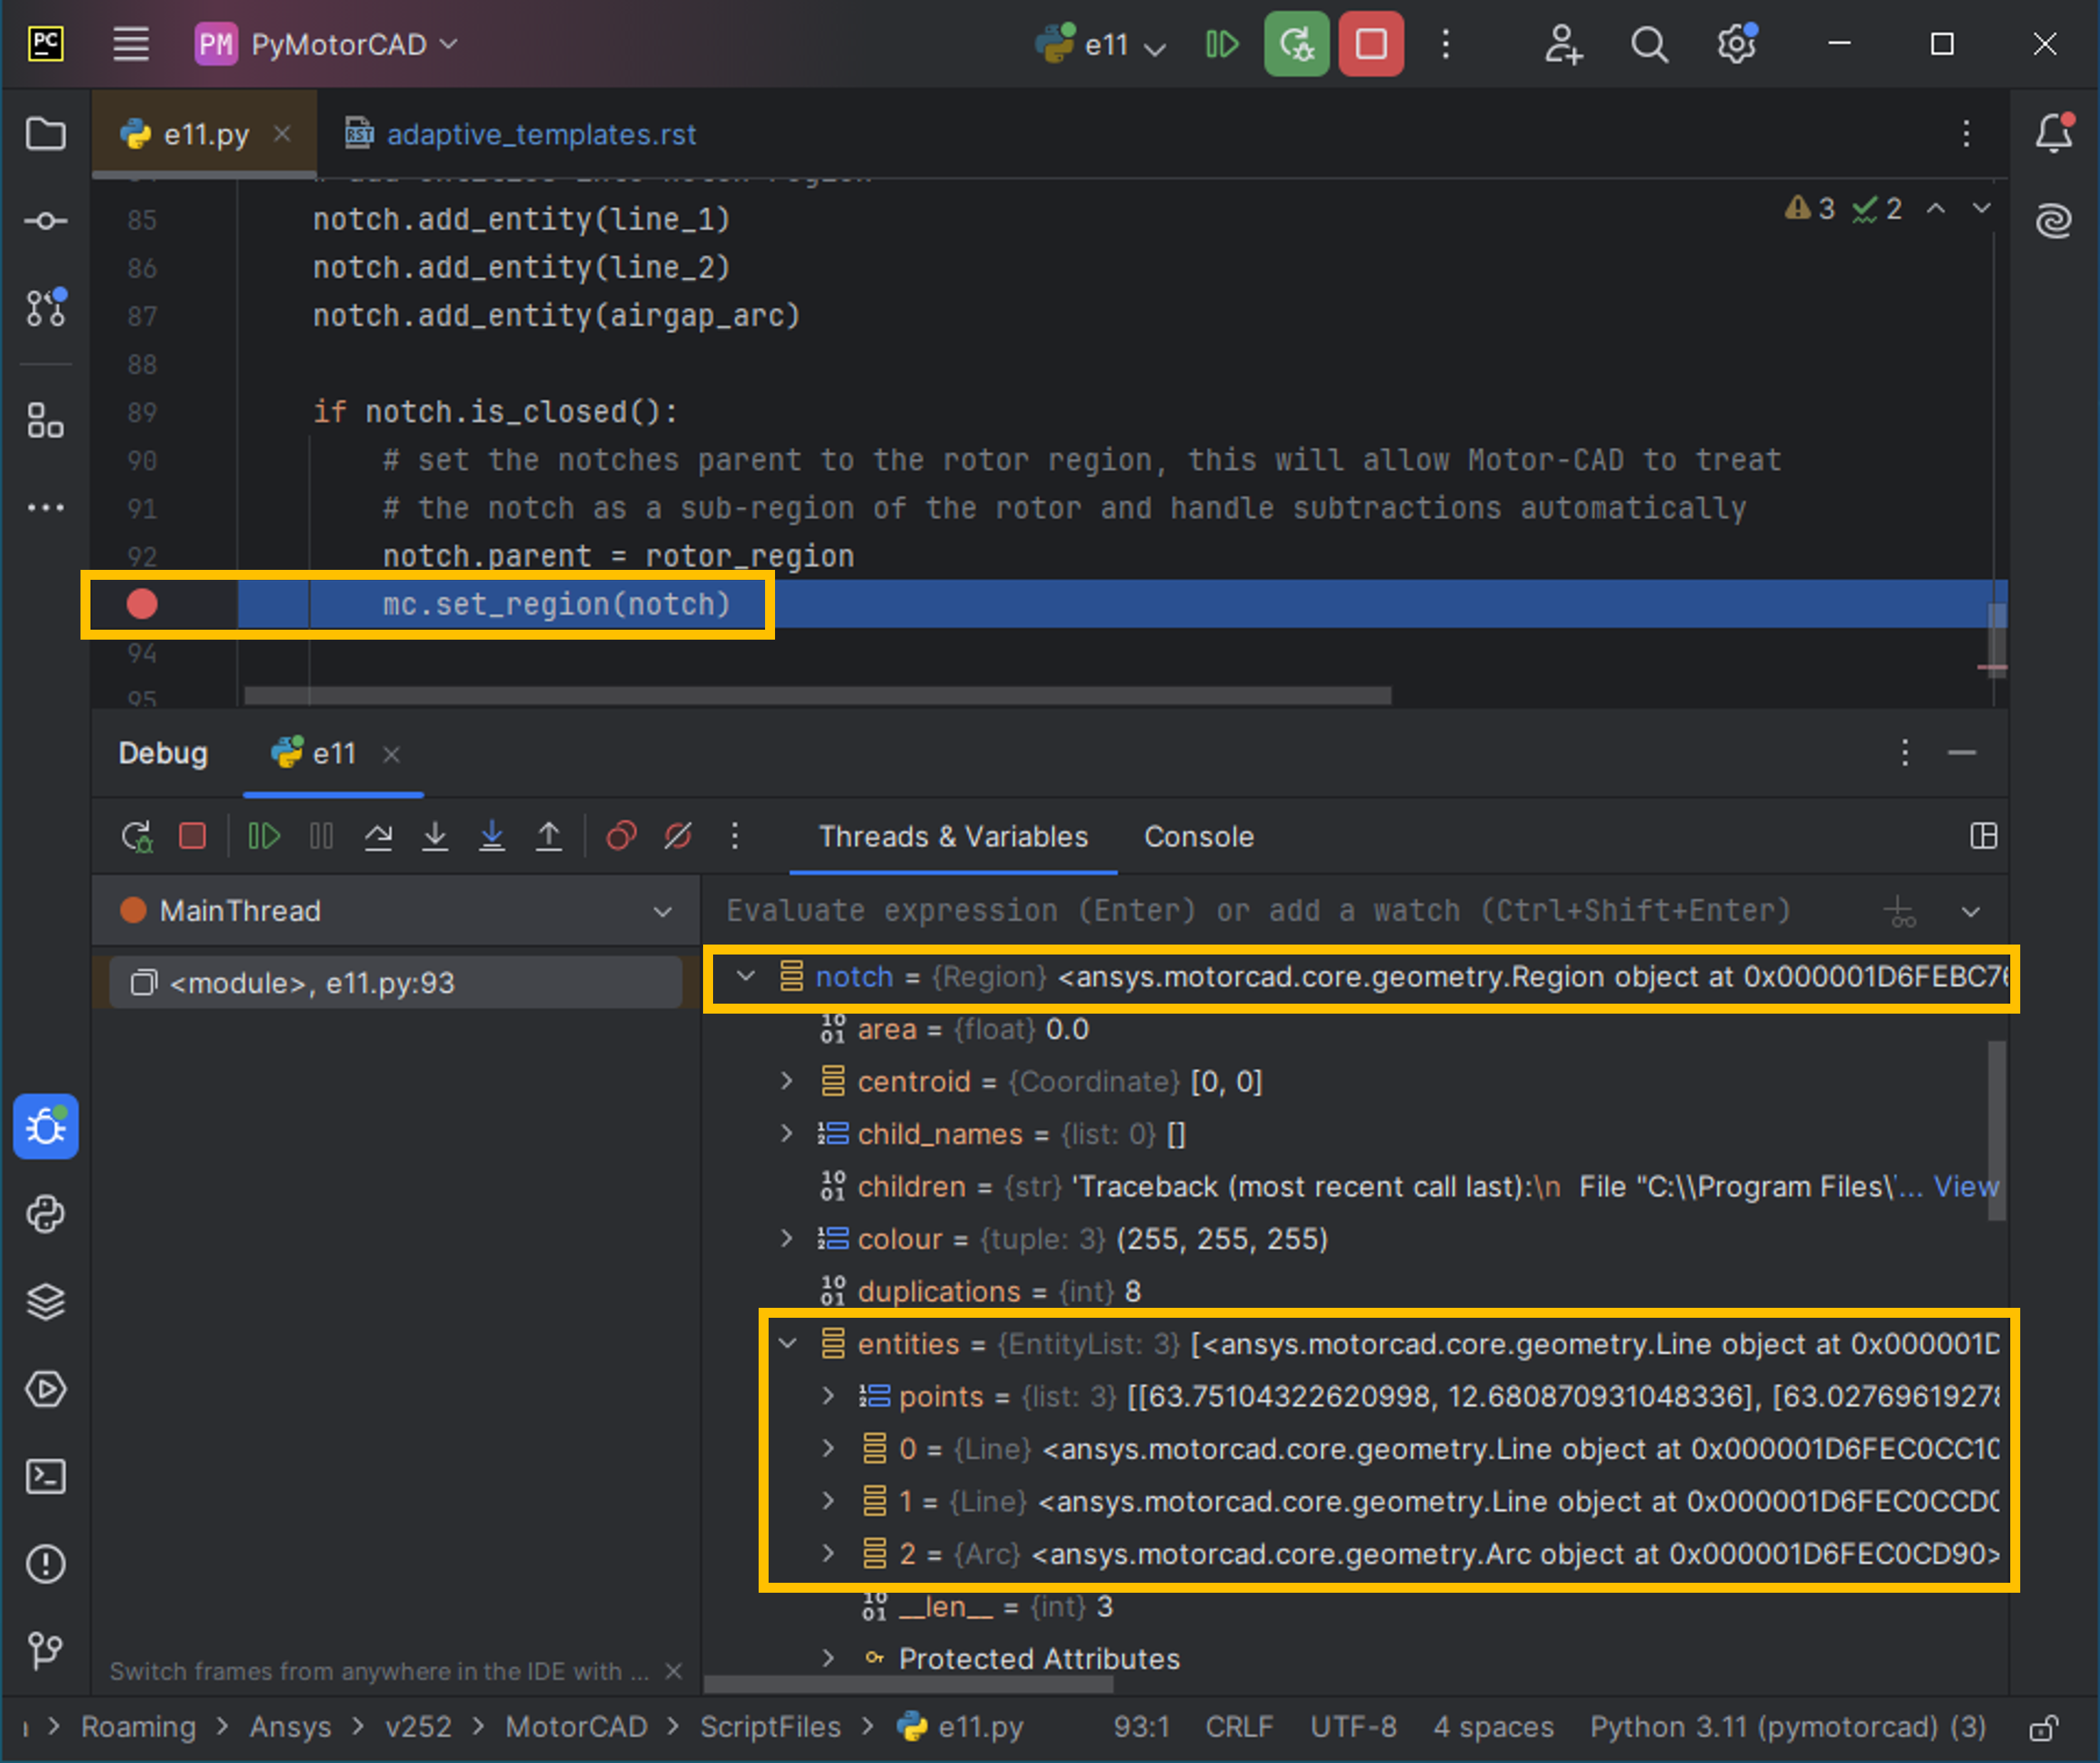 PC
PM PyMotorCAD
e11
e11.py
RST adaptive_templates.rst
# add entities into notch region
85 notch.add_entity(line_1)
3 2
86 notch.add_entity(line_2)
87 notch.add_entity(airgap_arc)
88
89 if notch.is_closed():
90 # set the notches parent to the rotor region, this will allow Motor-CAD to treat
91 # the notch as a sub-region of the rotor and handle subtractions automatically
92 notch.parent = rotor_region
mc.set_region(notch)
94
95
Debug e11
Threads & Variables Console
MainThread
<module>, e11.py:93
Evaluate expression (Enter) or add a watch (Ctrl+Shift+Enter)
notch = {Region} <ansys.motorcad.core.geometry.Region object at 0x000001D6FEBC76
area = {float} 0.0
centroid = {Coordinate} [0, 0]
child_names = {list: 0} []
children = {str} 'Traceback (most recent call last):\n File "C:\\Program Files\'... View
colour = {tuple: 3} (255, 255, 255)
duplications = {int} 8
entities = {EntityList: 3} [<ansys.motorcad.core.geometry.Line object at 0x000001D
points = {list: 3} [[63.75104322620998, 12.680870931048336], [63.02769619278
0 = {Line} <ansys.motorcad.core.geometry.Line object at 0x000001D6FEC0CC10
1 = {Line} <ansys.motorcad.core.geometry.Line object at 0x000001D6FEC0CCD0
2 = {Arc} <ansys.motorcad.core.geometry.Arc object at 0x000001D6FEC0CD90>
__len__ = {int} 3
Protected Attributes
Switch frames from anywhere in the IDE with ...
Roaming > Ansys > v252 > MotorCAD > ScriptFiles > e11.py 93:1 CRLF UTF-8 4 spaces Python 3.11 (pymotorcad) (3)